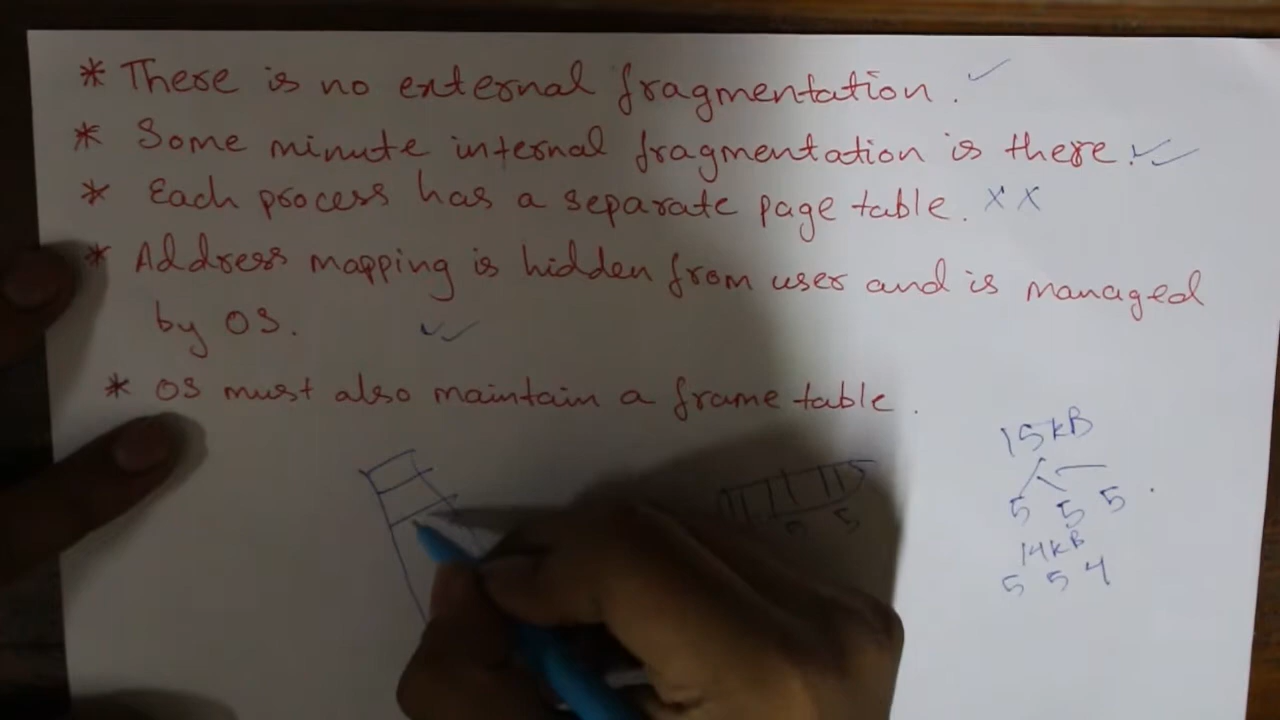 * There is no external fragmentation.
* Some minute internal fragmentation is there.
* Each process has a separate page table. x x
* Address mapping is hidden from user and is managed
by OS.
* OS must also maintain a frame table.
15kB
5 5 5
14kB
5 5 4
5 5